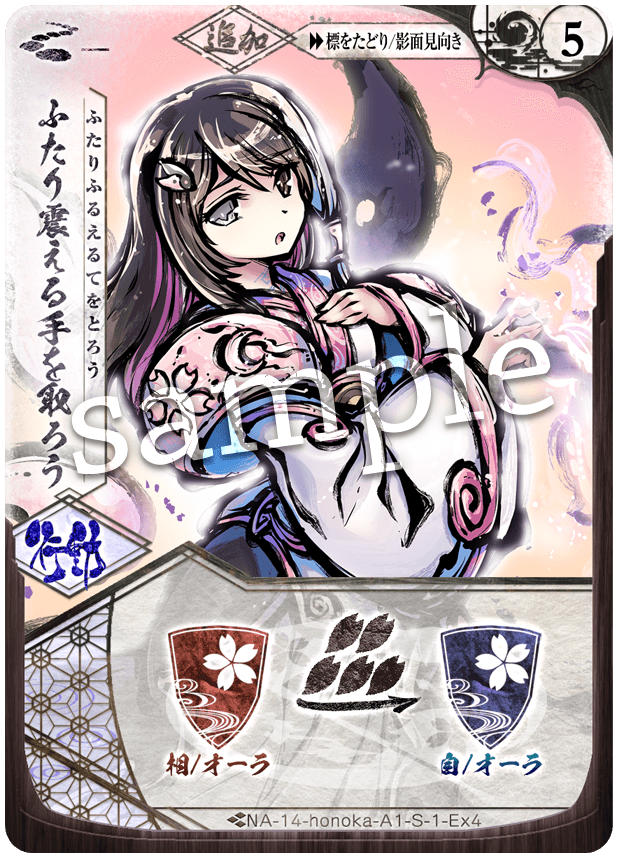 追加
▶▶標をたどり/影面見向き
5
ふたりふるえるてをとろう
ふたり震える手を取ろう
sample
行動
相/オーラ
自/オーラ
NA-14-honoka-A1-S-1-Ex4